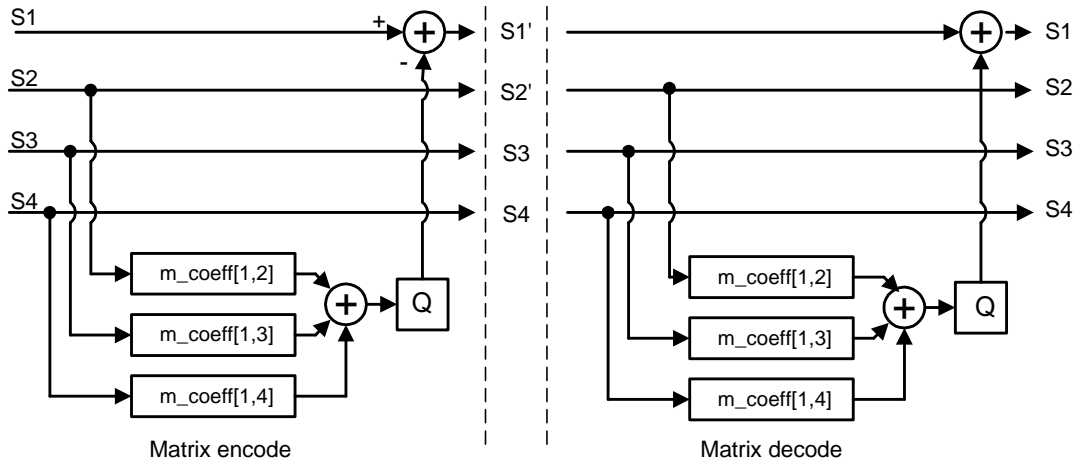 S1 + + S1' + S1
-
S2 S2' S2
S3 S3 S3
S4 S4 S4
m_coeff[1,2] m_coeff[1,2]
+ Q + Q
m_coeff[1,3] m_coeff[1,3]
m_coeff[1,4] m_coeff[1,4]
Matrix encode Matrix decode